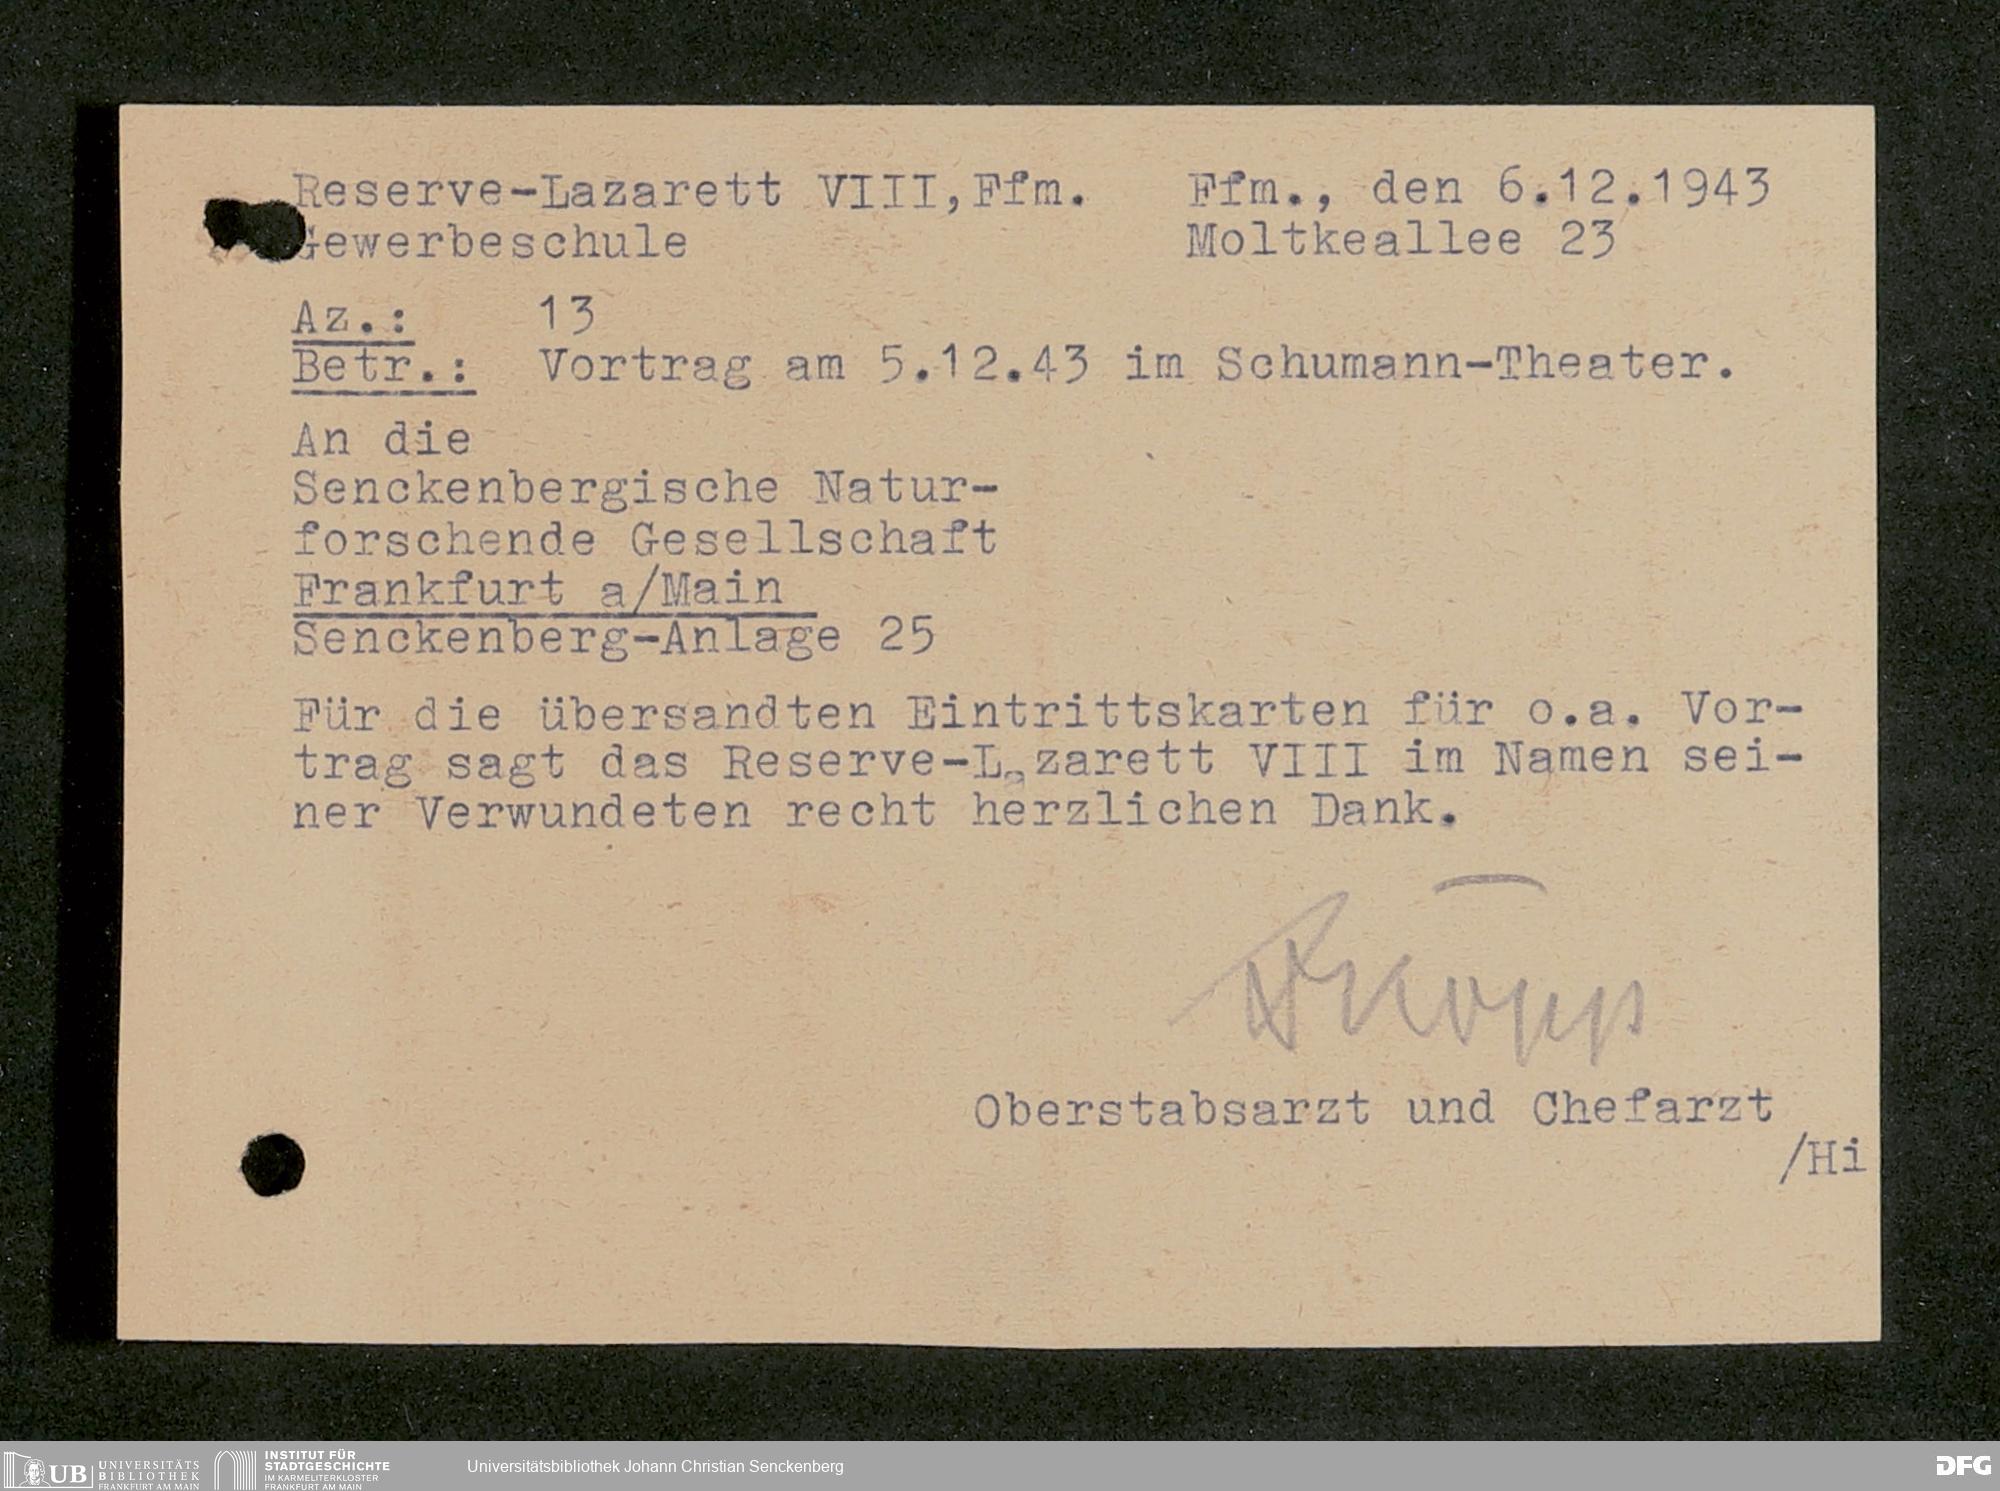 Reserve-Lazarett VIII,Ffm. Ffm., den 6.12.1943
Gewerbeschule Moltkeallee 23
Az.: 13
Betr.: Vortrag am 5.12.43 im Schumann-Theater.
An die
Senckenbergische Natur-
forschende Gesellschaft
Frankfurt a/Main
Senckenberg-Anlage 25
Für die übersandten Eintrittskarten für o.a. Vor-
trag sagt das Reserve-Lazarett VIII im Namen sei-
ner Verwundeten recht herzlichen Dank.
Oberstabsarzt und Chefarzt
/Hi
UB UNIVERSITÄTS
BIBLIOTHEK
FRANKFURT AM MAIN
INSTITUT FÜR
STADTGESCHICHTE
IM KARMELITERKLOSTER
FRANKFURT AM MAIN
Universitätsbibliothek Johann Christian Senckenberg
DFG